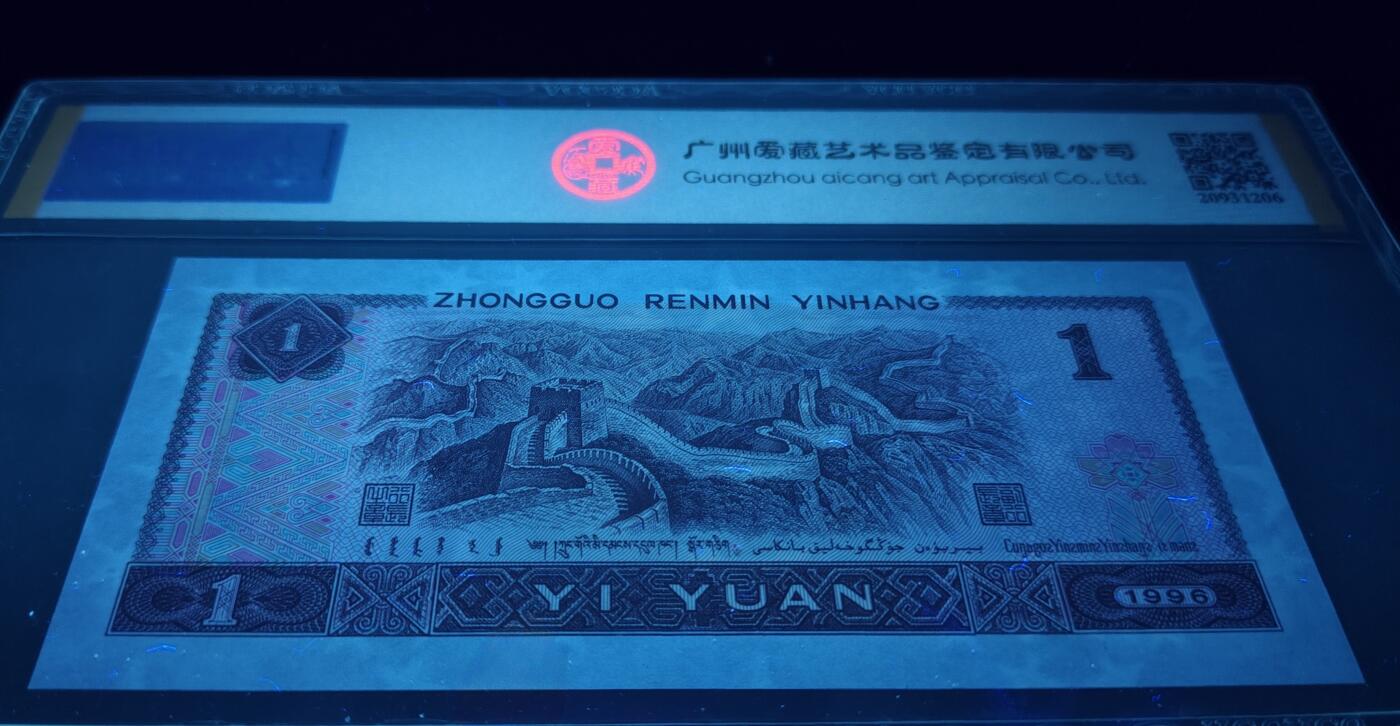 广州爱藏艺术品鉴定有限公司
Guangzhou aicang art Appraisal Co., Ltd.
20931206
ZHONGGUO RENMIN YINHANG
1
1
1
YI YUAN
1996